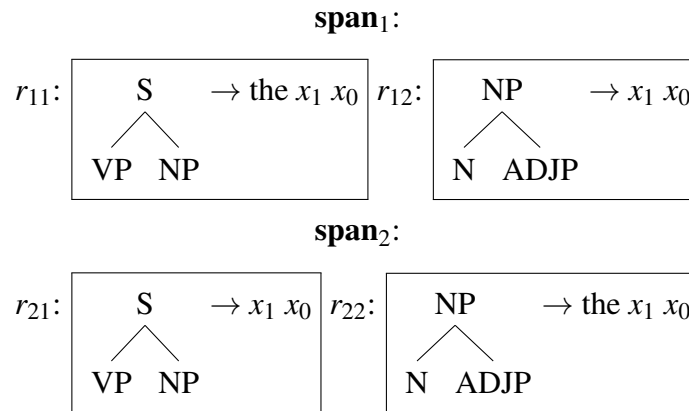 span₁:
r₁₁: S → the x₁ x₀ r₁₂: NP → x₁ x₀
VP NP N ADJP
span₂:
r₂₁: S → x₁ x₀ r₂₂: NP → the x₁ x₀
VP NP N ADJP